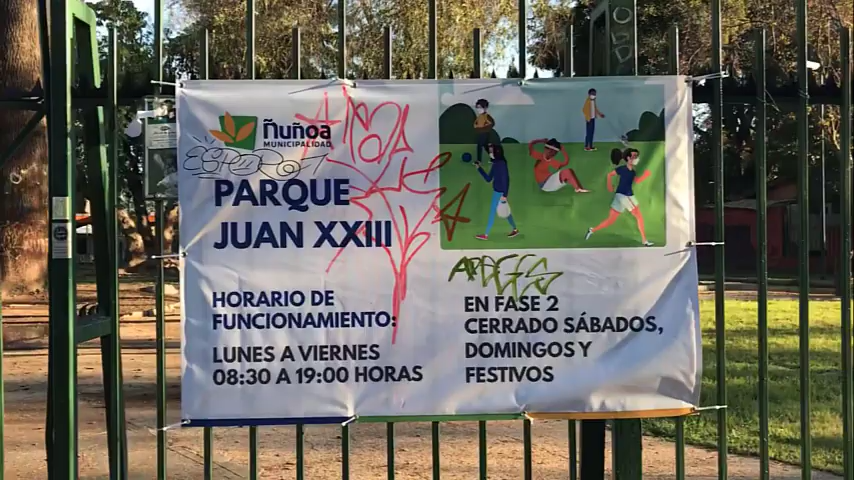 Ñuñoa
MUNICIPALIDAD
PARQUE
JUAN XXIII
HORARIO DE
FUNCIONAMIENTO:
LUNES A VIERNES
08:30 A 19:00 HORAS
EN FASE 2
CERRADO SÁBADOS,
DOMINGOS Y
FESTIVOS